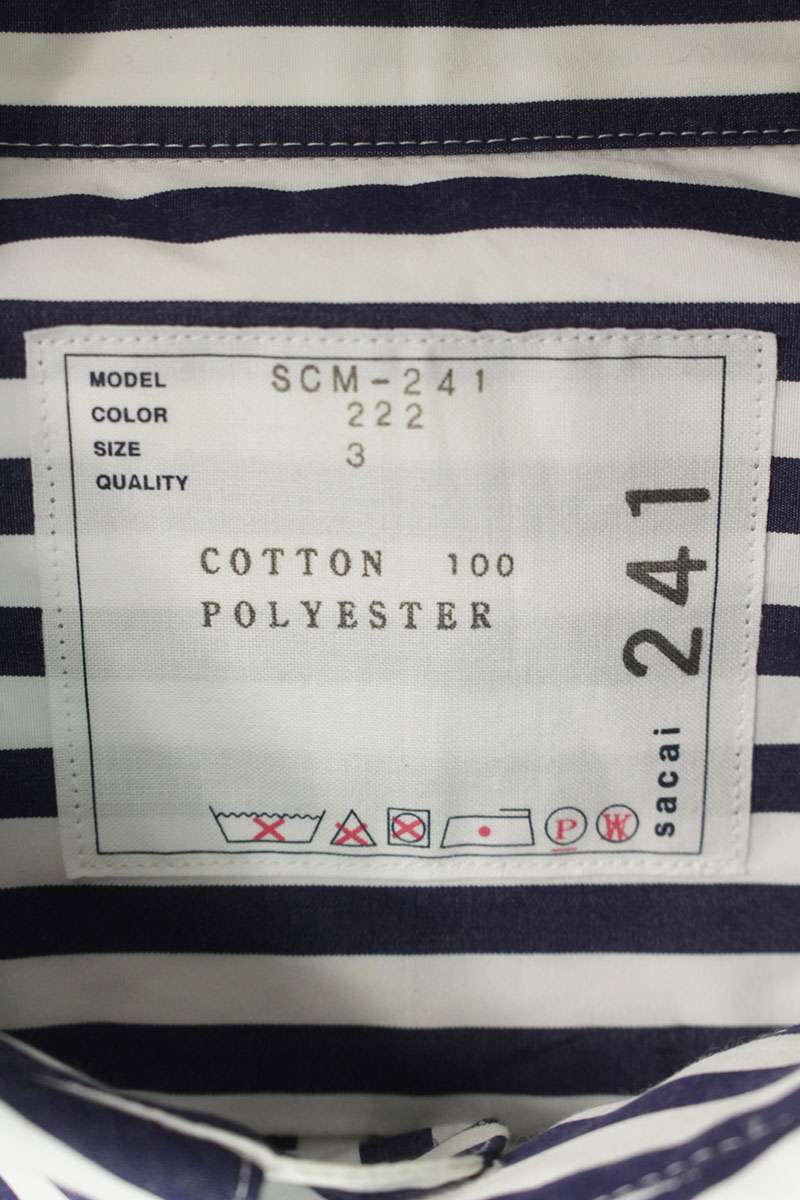 MODEL SCM-241
COLOR 222
SIZE 3
QUALITY
COTTON 100
POLYESTER
sacai 241
P
W